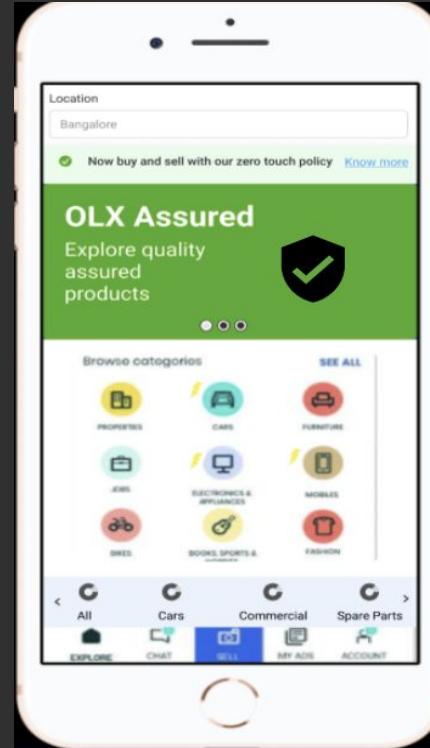 Location
Bangalore
Now buy and sell with our zero touch policy Know more
OLX Assured
Explore quality
assured
products
Browse categories SEE ALL
PROPERTIES CARS FURNITURE
JOBS ELECTRONICS & APPLIANCES MOBILES
BIKES BOOKS, SPORTS & FASHION
All Cars Commercial Spare Parts
EXPLORE CHAT SELL MY ADS ACCOUNT